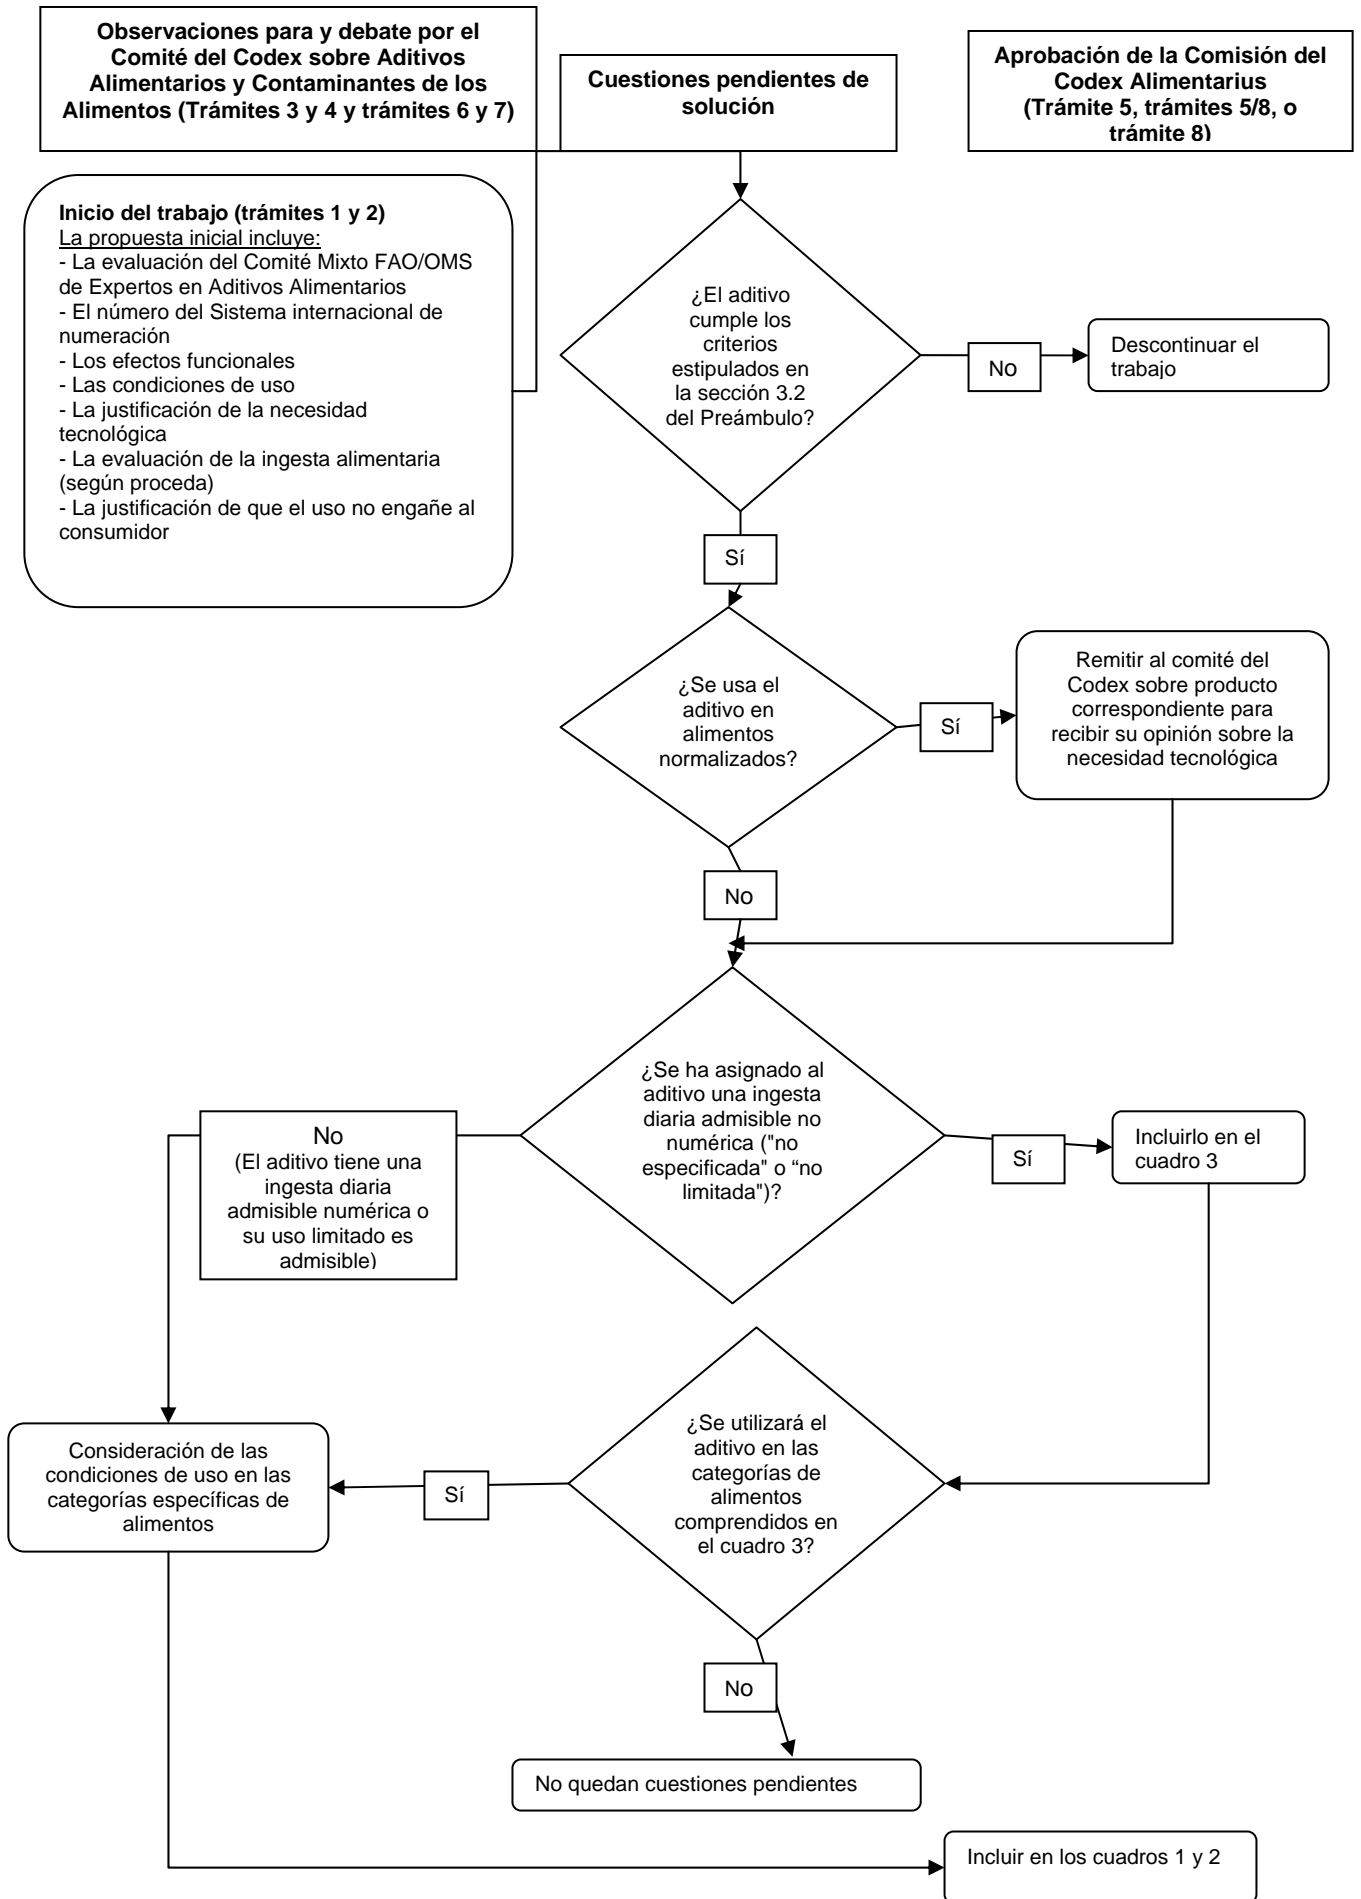 Observaciones para y debate por el
Comité del Codex sobre Aditivos
Alimentarios y Contaminantes de los
Alimentos (Trámites 3 y 4 y trámites 6 y 7)
Cuestiones pendientes de
solución
Aprobación de la Comisión del
Codex Alimentarius
(Trámite 5, trámites 5/8, o
trámite 8)
Inicio del trabajo (trámites 1 y 2)
La propuesta inicial incluye:
- La evaluación del Comité Mixto FAO/OMS
de Expertos en Aditivos Alimentarios
- El número del Sistema internacional de
numeración
- Los efectos funcionales
- Las condiciones de uso
- La justificación de la necesidad
tecnológica
- La evaluación de la ingesta alimentaria
(según proceda)
- La justificación de que el uso no engañe al
consumidor
¿El aditivo
cumple los
criterios
estipulados en
la sección 3.2
del Preámbulo?
No
Descontinuar el
trabajo
Sí
¿Se usa el
aditivo en
alimentos
normalizados?
Sí
Remitir al comité del
Codex sobre producto
correspondiente para
recibir su opinión sobre la
necesidad tecnológica
No
¿Se ha asignado al
aditivo una ingesta
diaria admisible no
numérica ("no
especificada" o “no
limitada")?
No
(El aditivo tiene una
ingesta diaria
admisible numérica o
su uso limitado es
admisible)
Sí
Incluirlo en el
cuadro 3
¿Se utilizará el
aditivo en las
categorías de
alimentos
comprendidos en
el cuadro 3?
Sí
Consideración de las
condiciones de uso en las
categorías específicas de
alimentos
No
No quedan cuestiones pendientes
Incluir en los cuadros 1 y 2